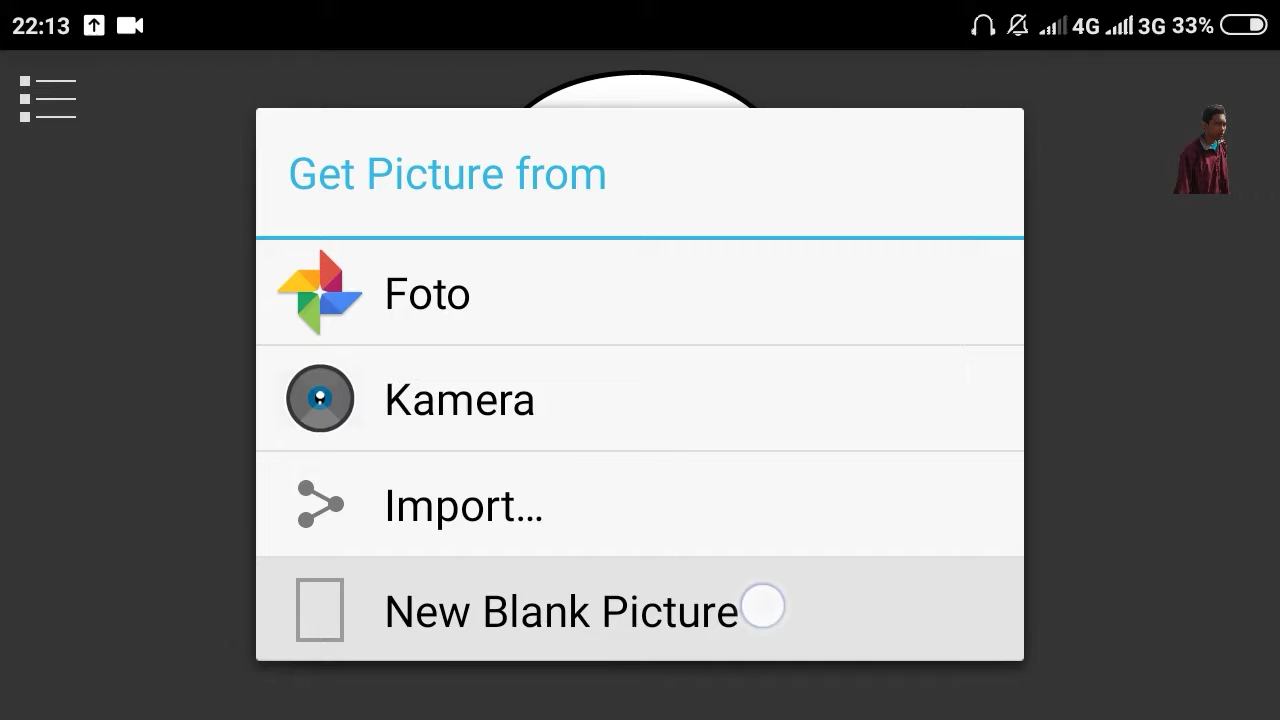 22:13 4G 3G 33%
Get Picture from
Foto
Kamera
Import...
New Blank Picture